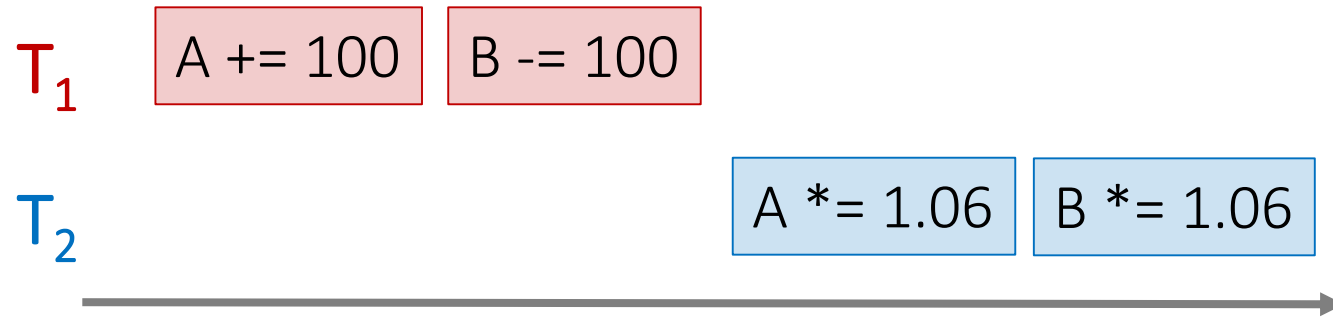 T₁ A += 100 B -= 100
T₂ A *= 1.06 B *= 1.06